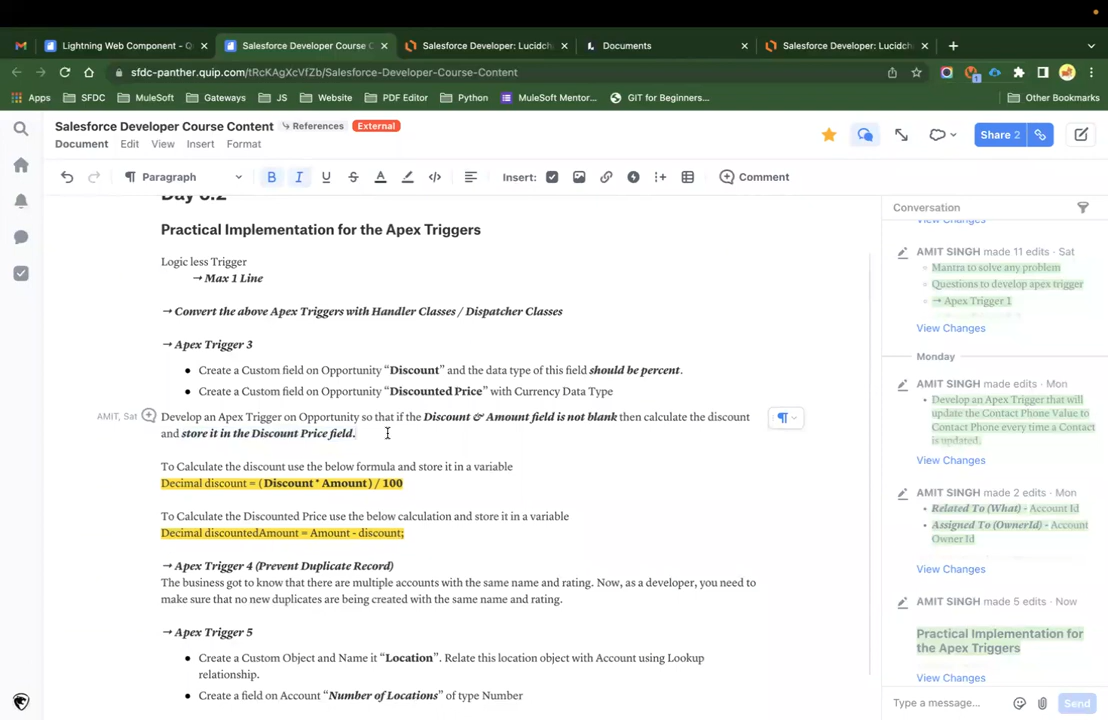 Lightning Web Component - Q
Salesforce Developer Course C
Salesforce Developer: Lucidch
Documents
Salesforce Developer: Lucidch
sfdc-panther.quip.com/tRcKAgXcVfZb/Salesforce-Developer-Course-Content
Apps
SFDC
MuleSoft
Gateways
JS
Website
PDF Editor
Python
MuleSoft Mentor...
GIT for Beginners...
Other Bookmarks
Salesforce Developer Course Content
References
External
Document Edit View Insert Format
Share 2
Paragraph
B I U S
Insert:
Comment
Day
Practical Implementation for the Apex Triggers
Logic less Trigger
→ Max 1 Line
→ Convert the above Apex Triggers with Handler Classes / Dispatcher Classes
→ Apex Trigger 3
● Create a Custom field on Opportunity “Discount” and the data type of this field should be percent.
● Create a Custom field on Opportunity “Discounted Price” with Currency Data Type
AMIT, Sat
Develop an Apex Trigger on Opportunity so that if the Discount & Amount field is not blank then calculate the discount
and store it in the Discount Price field.
To Calculate the discount use the below formula and store it in a variable
Decimal discount = ( Discount * Amount ) / 100
To Calculate the Discounted Price use the below calculation and store it in a variable
Decimal discountedAmount = Amount - discount;
→ Apex Trigger 4 (Prevent Duplicate Record)
The business got to know that there are multiple accounts with the same name and rating. Now, as a developer, you need to
make sure that no new duplicates are being created with the same name and rating.
→ Apex Trigger 5
● Create a Custom Object and Name it “Location”. Relate this location object with Account using Lookup
relationship.
● Create a field on Account “Number of Locations” of type Number
Conversation
View Changes
AMIT SINGH made 11 edits · Sat
Mantra to solve any problem
Questions to develop apex trigger
→ Apex Trigger 1
View Changes
Monday
AMIT SINGH made edits · Mon
Develop an Apex Trigger that will
update the Contact Phone Value to
Contact Phone every time a Contact
is updated.
View Changes
AMIT SINGH made 2 edits · Mon
Related To (What) - Account Id
Assigned To (OwnerId) - Account
Owner Id
View Changes
AMIT SINGH made 5 edits · Now
Practical Implementation for
the Apex Triggers
View Changes
Type a message...
Send